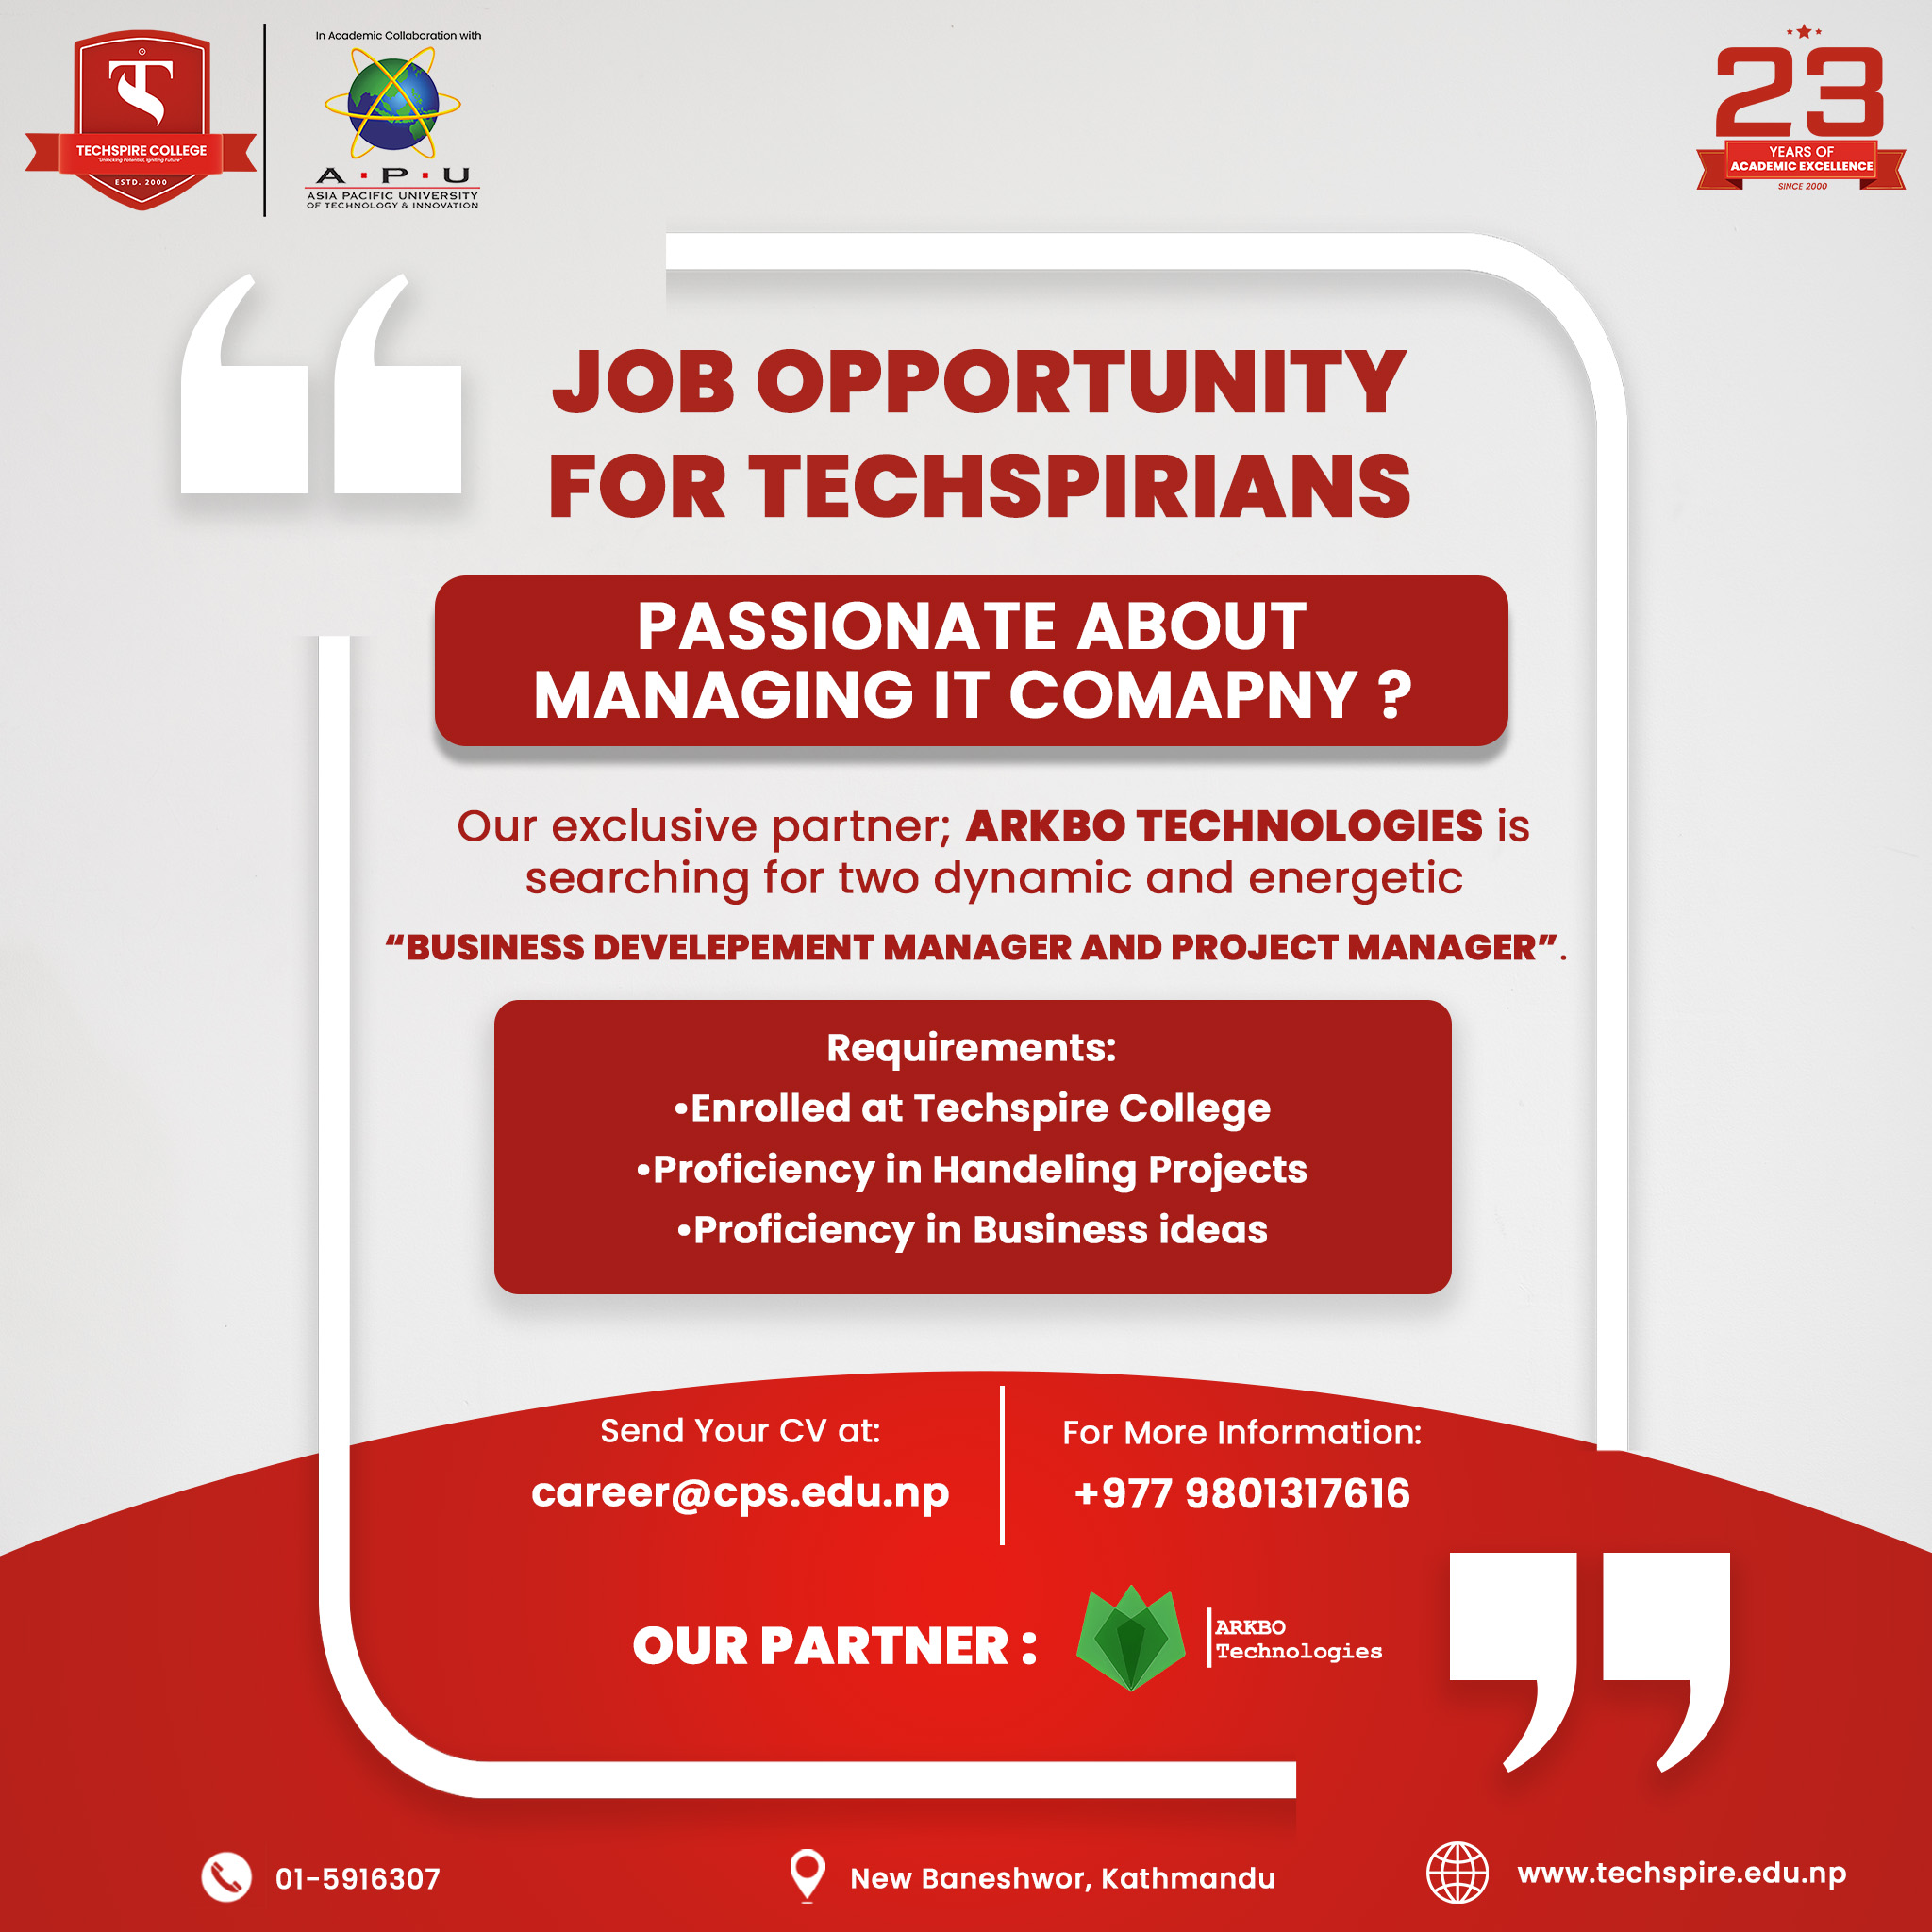 TECHSPIRE COLLEGE
"Unlocking Potential, Igniting Future"
ESTD. 2000
In Academic Collaboration with
A·P·U
ASIA PACIFIC UNIVERSITY
OF TECHNOLOGY & INNOVATION
23
YEARS OF
ACADEMIC EXCELLENCE
SINCE 2000
JOB OPPORTUNITY
FOR TECHSPIRIANS
PASSIONATE ABOUT
MANAGING IT COMAPNY ?
Our exclusive partner; ARKBO TECHNOLOGIES is
searching for two dynamic and energetic
“BUSINESS DEVELEPEMENT MANAGER AND PROJECT MANAGER”.
Requirements:
•Enrolled at Techspire College
•Proficiency in Handeling Projects
•Proficiency in Business ideas
Send Your CV at:
career@cps.edu.np
For More Information:
+977 9801317616
OUR PARTNER :
ARKBO
Technologies
01-5916307
New Baneshwor, Kathmandu
www.techspire.edu.np